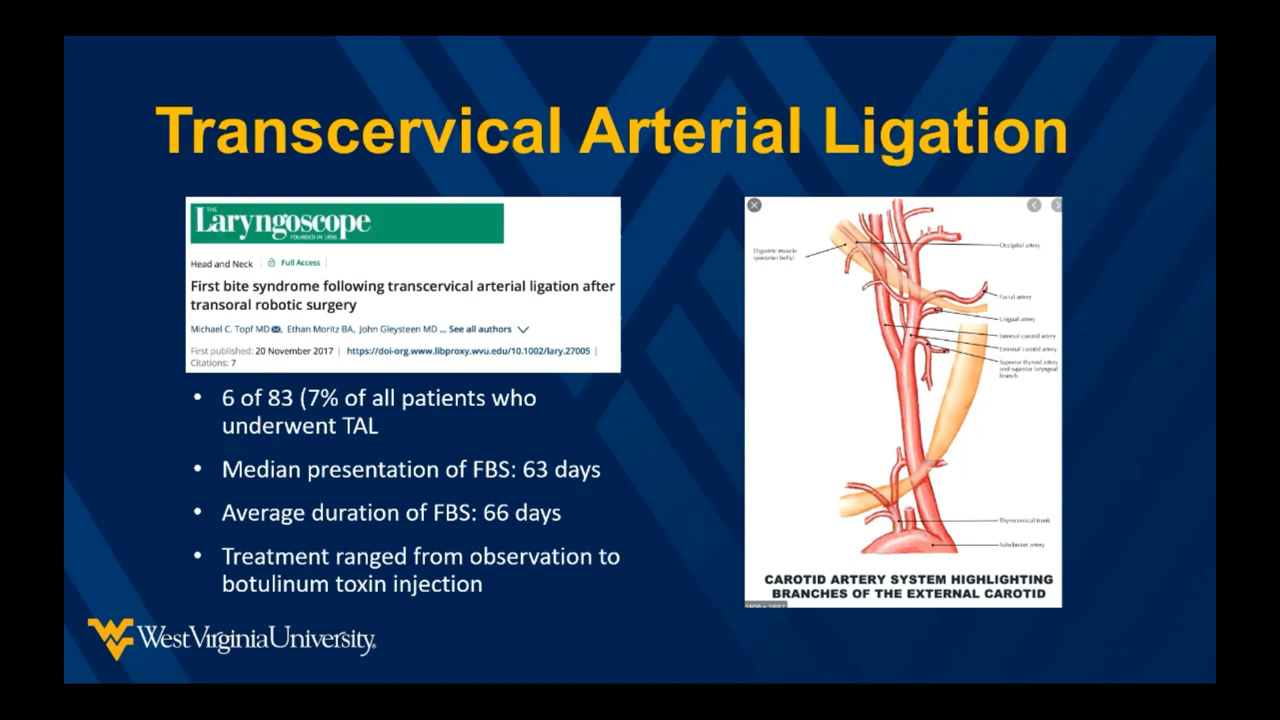 Transcervical Arterial Ligation
THE
Laryngoscope
FOUNDED IN 1896
Head and Neck | Full Access |
First bite syndrome following transcervical arterial ligation after
transoral robotic surgery
Michael C. Topf MD, Ethan Moritz BA, John Gleysteen MD ... See all authors
First published: 20 November 2017 | https://doi-org.www.libproxy.wvu.edu/10.1002/lary.27005 |
Citations: 7
• 6 of 83 (7% of all patients who
underwent TAL
• Median presentation of FBS: 63 days
• Average duration of FBS: 66 days
• Treatment ranged from observation to
botulinum toxin injection
Digastric muscle
(posterior belly)
Occipital artery
Facial artery
Lingual artery
Internal carotid artery
External carotid artery
Superior thyroid artery
and superior laryngeal
branch
Thyrocervical trunk
Subclavian artery
CAROTID ARTERY SYSTEM HIGHLIGHTING
BRANCHES OF THE EXTERNAL CAROTID
WV WestVirginiaUniversity.